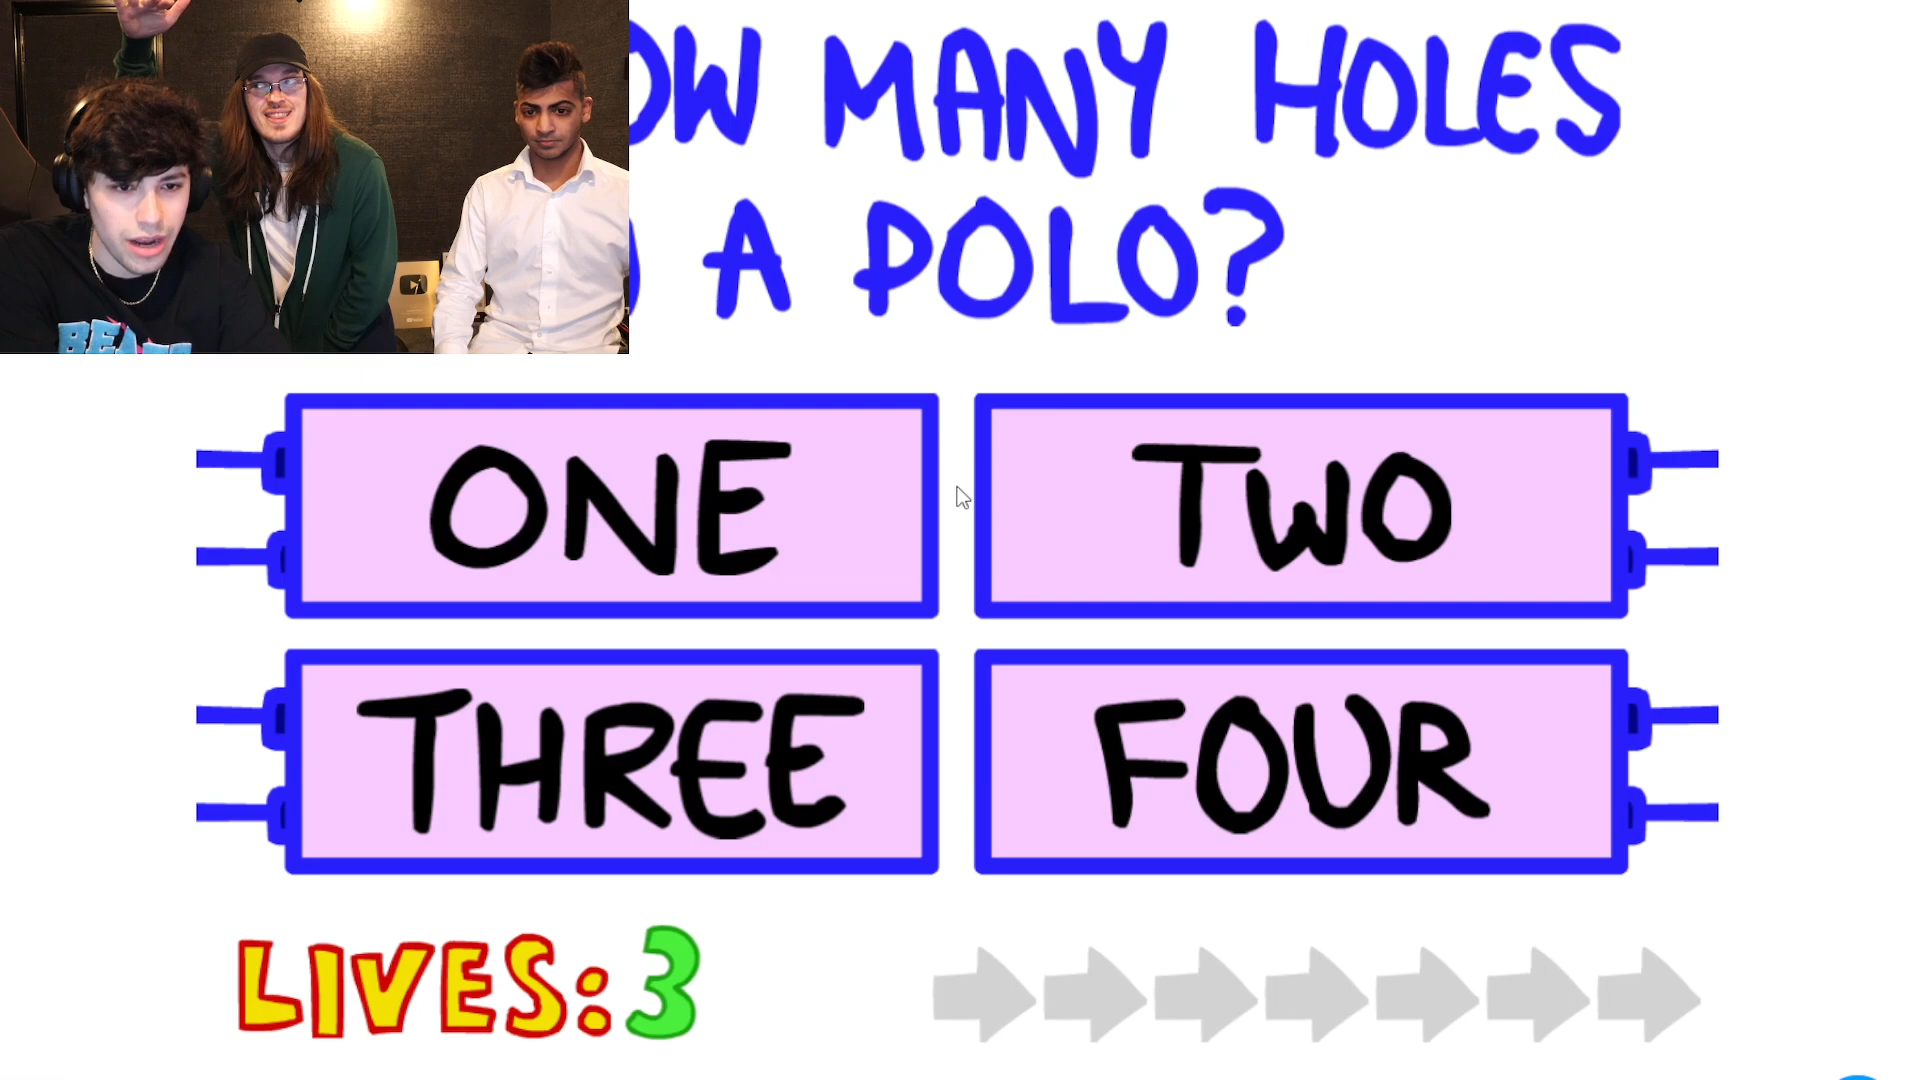 OW MANY HOLES
A POLO?
ONE
TWO
THREE
FOUR
LIVES: 3